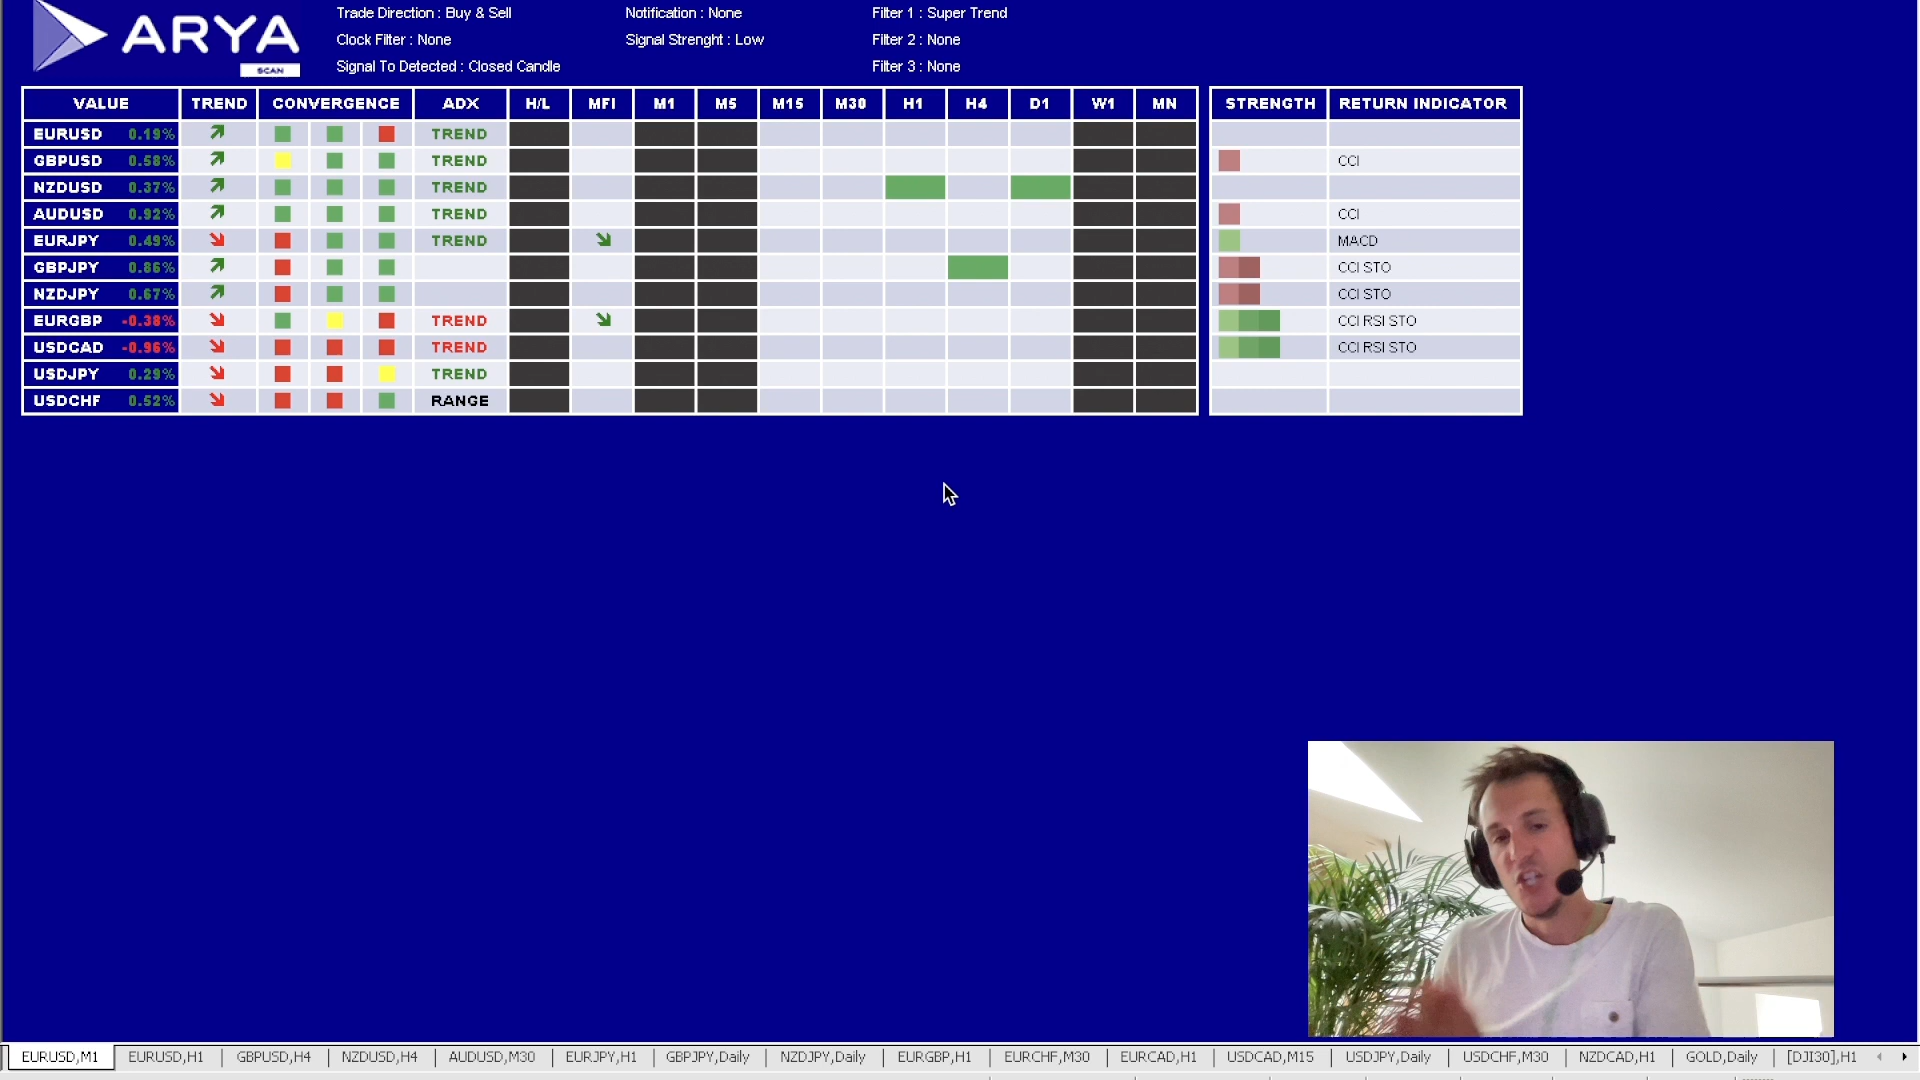 ARYA
SCAN
Trade Direction : Buy & Sell
Clock Filter : None
Signal To Detected : Closed Candle
Notification : None
Signal Strenght : Low
Filter 1 : Super Trend
Filter 2 : None
Filter 3 : None
VALUE TREND CONVERGENCE ADX H/L MFI M1 M5 M15 M30 H1 H4 D1 W1 MN STRENGTH RETURN INDICATOR
EURUSD 0.19% TREND
GBPUSD 0.58% TREND CCI
NZDUSD 0.37% TREND
AUDUSD 0.92% TREND CCI
EURJPY 0.49% TREND MACD
GBPJPY 0.86% CCI STO
NZDJPY 0.67% CCI STO
EURGBP -0.38% TREND CCI RSI STO
USDCAD -0.96% TREND CCI RSI STO
USDJPY 0.29% TREND
USDCHF 0.52% RANGE
EURUSD,M1 EURUSD,H1 GBPUSD,H4 NZDUSD,H4 AUDUSD,M30 EURJPY,H1 GBPJPY,Daily NZDJPY,Daily EURGBP,H1 EURCHF,M30 EURCAD,H1 USDCAD,M15 USDJPY,Daily USDCHF,M30 NZDCAD,H1 GOLD,Daily [DJI30],H1